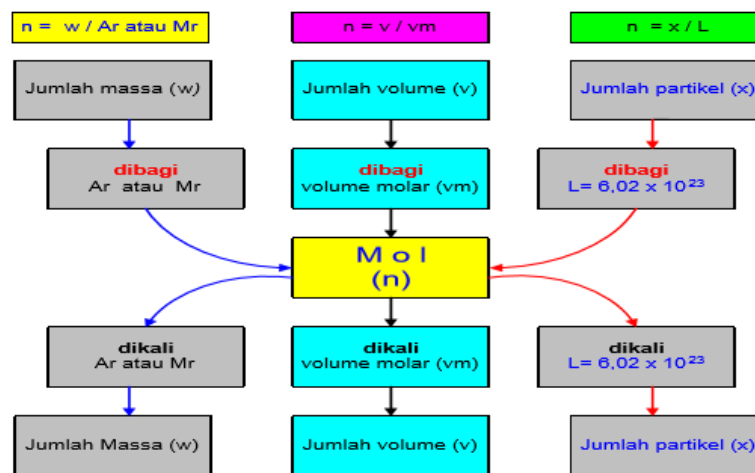 n = w / Ar atau Mr
n = v / vm
n = x / L
Jumlah massa (w)
Jumlah volume (v)
Jumlah partikel (x)
dibagi
Ar atau Mr
dibagi
volume molar (vm)
dibagi
L= 6,02 x 10²³
M o l
(n)
dikali
Ar atau Mr
dikali
volume molar (vm)
dikali
L= 6,02 x 10²³
Jumlah Massa (w)
Jumlah volume (v)
Jumlah partikel (x)